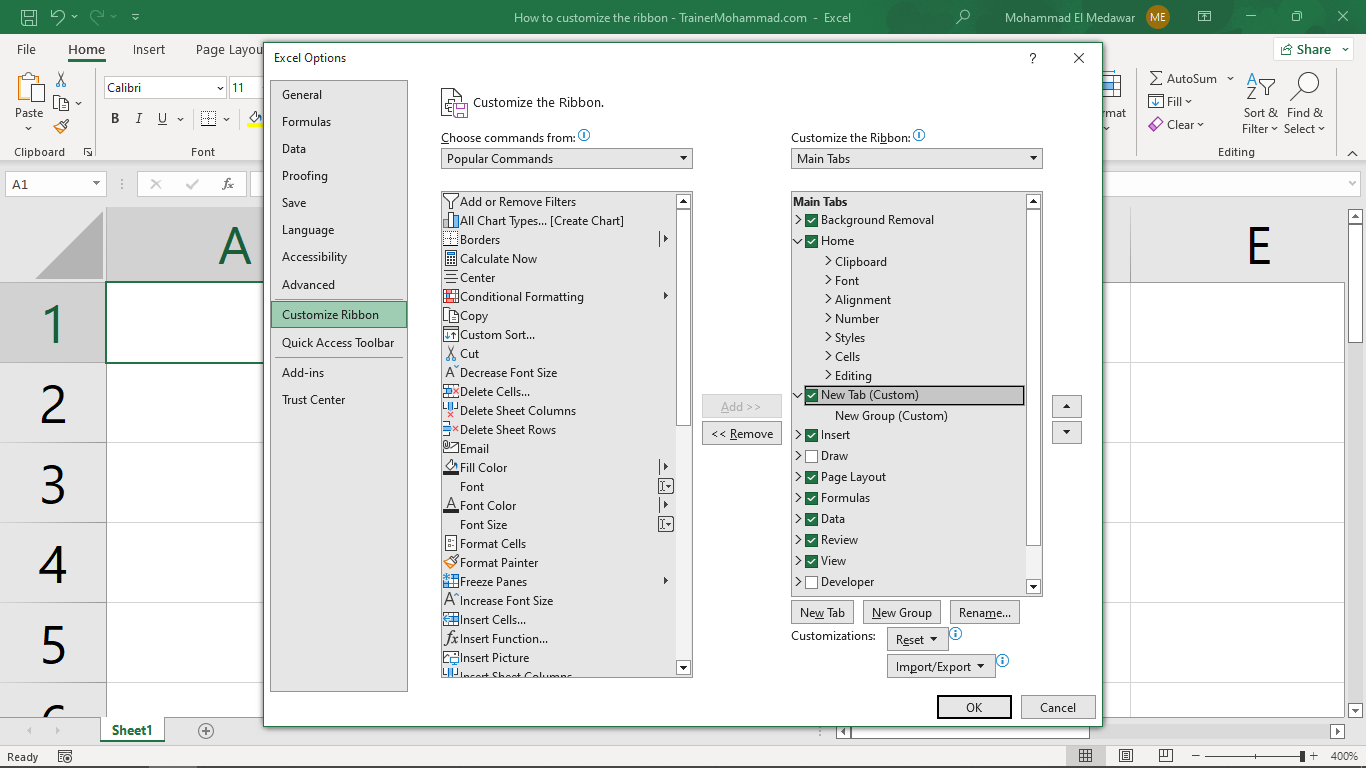 How to customize the ribbon - TrainerMohammad.com - Excel
Mohammad El Medawar
ME
File
Home
Insert
Page Layou
Share
Paste
Clipboard
Calibri
11
B
I
U
Font
rmat
AutoSum
Fill
Clear
Sort &
Filter
Find &
Select
Editing
A1
fx
A
E
1
2
3
4
5
6
Excel Options
?
General
Formulas
Data
Proofing
Save
Language
Accessibility
Advanced
Customize Ribbon
Quick Access Toolbar
Add-ins
Trust Center
Customize the Ribbon.
Choose commands from:
Popular Commands
Add or Remove Filters
All Chart Types... [Create Chart]
Borders
Calculate Now
Center
Conditional Formatting
Copy
Custom Sort...
Cut
Decrease Font Size
Delete Cells...
Delete Sheet Columns
Delete Sheet Rows
Email
Fill Color
Font
Font Color
Font Size
Format Cells
Format Painter
Freeze Panes
Increase Font Size
Insert Cells...
Insert Function...
Insert Picture
Insert Sheet Columns
Add >>
<< Remove
Customize the Ribbon:
Main Tabs
Main Tabs
Background Removal
Home
Clipboard
Font
Alignment
Number
Styles
Cells
Editing
New Tab (Custom)
New Group (Custom)
Insert
Draw
Page Layout
Formulas
Data
Review
View
Developer
New Tab
New Group
Rename...
Customizations:
Reset
Import/Export
OK
Cancel
Sheet1
Ready
400%